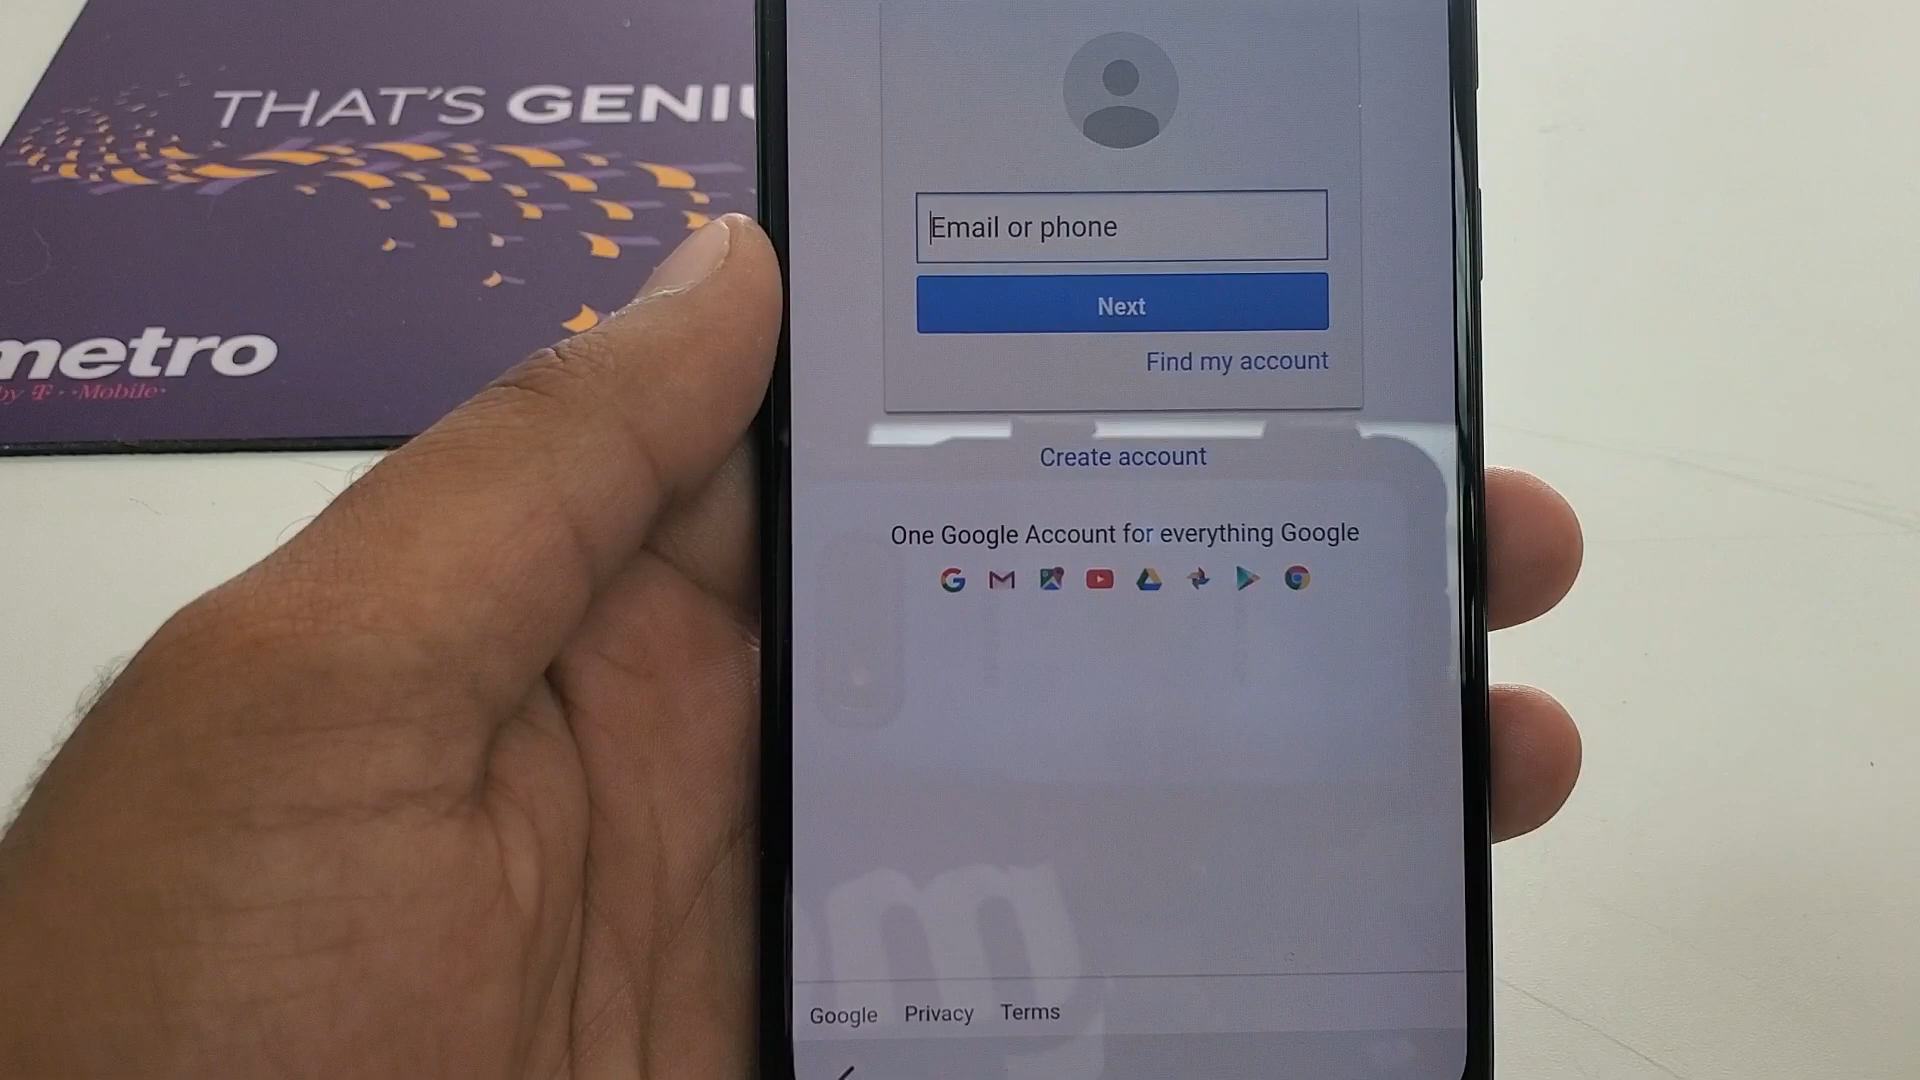 THAT'S GENIU
metro
by T-Mobile
Email or phone
Next
Find my account
Create account
One Google Account for everything Google
Google Privacy Terms
m